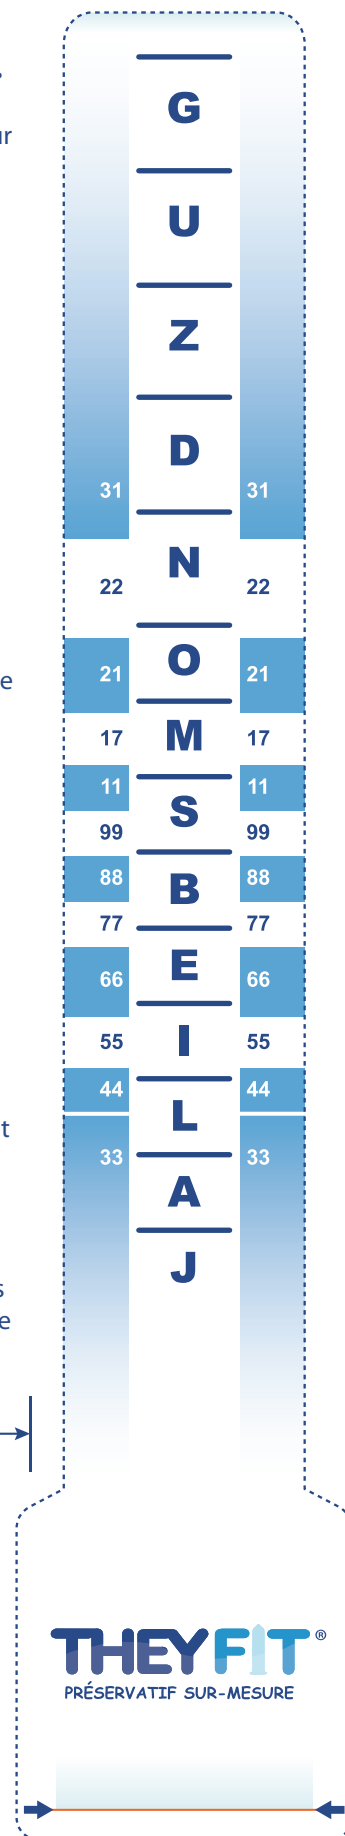 ur
G
U
Z
D
31 31
N
22 22
O
e
21 21
M
17 17
11 11
S
99 99
88 88
B
77 77
E
66 66
I
55 55
44 44
L
t
33 33
A
J
s
e
THEYFIT®
PRÉSERVATIF SUR-MESURE